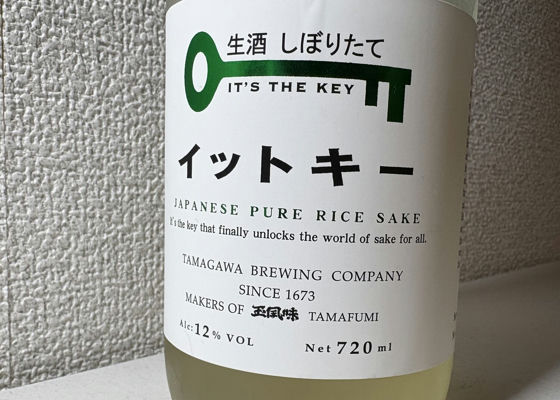 生酒 しぼりたて
IT'S THE KEY
イットキー
JAPANESE PURE RICE SAKE
It's the key that finally unlocks the world of sake for all.
TAMAGAWA BREWING COMPANY
SINCE 1673
MAKERS OF 玉風味 TAMAFUMI
Alc:12% VOL
Net 720 ml